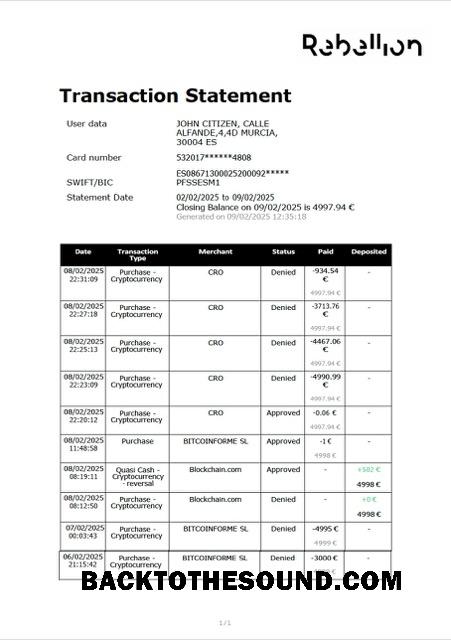 Rebellion
Transaction Statement
User data JOHN CITIZEN, CALLE
ALFANDE,4,4D MURCIA,
30004 ES
Card number 532017******4808
ES08671300025200092*****
SWIFT/BIC PFSSESM1
Statement Date 02/02/2025 to 09/02/2025
Closing Balance on 09/02/2025 is 4997.94 €
Generated on 09/02/2025 12:35:18
Date Transaction Type Merchant Status Paid Deposited
08/02/2025 22:31:09 Purchase - Cryptocurrency CRO Denied -934.54 € -
4997.94 €
08/02/2025 22:27:18 Purchase - Cryptocurrency CRO Denied -3713.76 € -
4997.94 €
08/02/2025 22:25:13 Purchase - Cryptocurrency CRO Denied -4467.06 € -
4997.94 €
08/02/2025 22:23:09 Purchase - Cryptocurrency CRO Denied -4990.99 € -
4997.94 €
08/02/2025 22:20:12 Purchase - Cryptocurrency CRO Approved -0.06 € -
4997.94 €
08/02/2025 11:48:58 Purchase BITCOINFORME SL Approved -1 € -
4998 €
08/02/2025 08:19:11 Quasi Cash - Cryptocurrency - reversal Blockchain.com Approved - +502 €
4998 €
08/02/2025 08:12:50 Purchase - Cryptocurrency Blockchain.com Denied - +0 €
4998 €
07/02/2025 00:03:43 Purchase - Cryptocurrency BITCOINFORME SL Denied -4995 € -
4999 €
06/02/2025 21:15:42 Purchase - Cryptocurrency BITCOINFORME SL Denied -3000 € -
BACKTOTHESOUND.COM
1/1